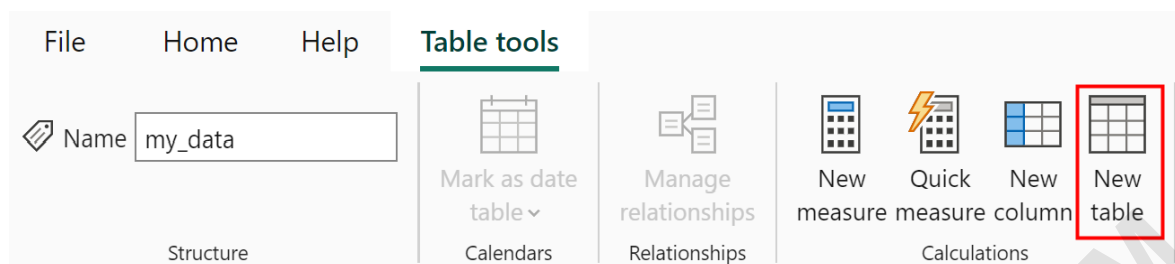 File Home Help Table tools
Name my_data
Mark as date table
Manage relationships
New measure
Quick measure
New column
New table
Structure Calendars Relationships Calculations